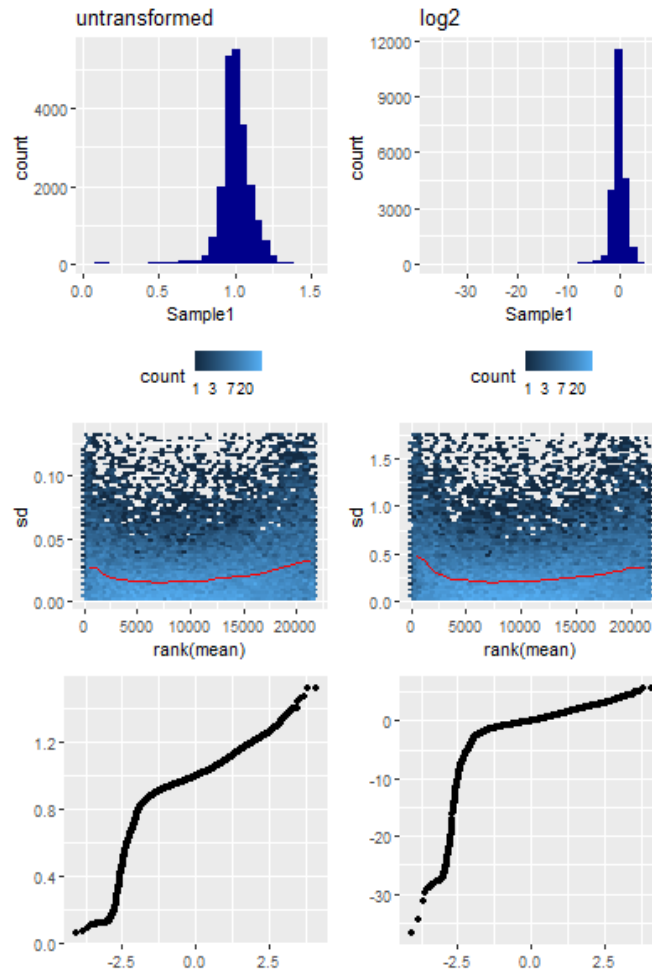 untransformed
log2
4000
2000
0
count
0.0 0.5 1.0 1.5
Sample1
12000
9000
6000
3000
0
count
-30 -20 -10 0
Sample1
count
1 3 7 20
count
1 3 7 20
0.10
0.05
0.00
sd
0 5000 10000 15000 20000
rank(mean)
1.5
1.0
0.5
0.0
sd
0 5000 10000 15000 20000
rank(mean)
1.2
0.8
0.4
0.0
-2.5 0.0 2.5
0
-10
-20
-30
-2.5 0.0 2.5